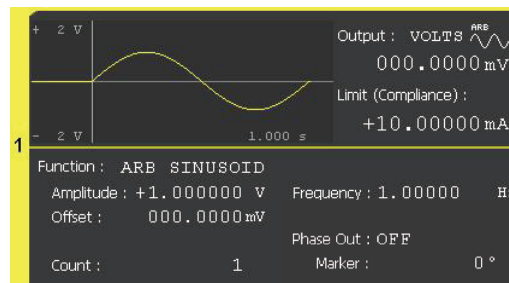 + 2 V
Output : VOLTS ARB
000.0000 mV
Limit (Compliance) :
+10.00000 mA
- 2 V
1.000 s
1
Function : ARB SINUSOID
Amplitude : +1.000000 V
Frequency : 1.00000 H
Offset : 000.0000 mV
Phase Out : OFF
Count : 1
Marker : 0 °